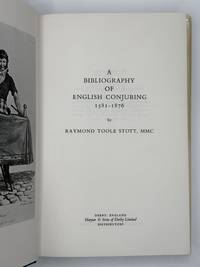 A
BIBLIOGRAPHY
OF
ENGLISH CONJURING
1581–1876
by
RAYMOND TOOLE STOTT, MMC
DERBY, ENGLAND
Harpur & Sons of Derby Limited
DISTRIBUTORS